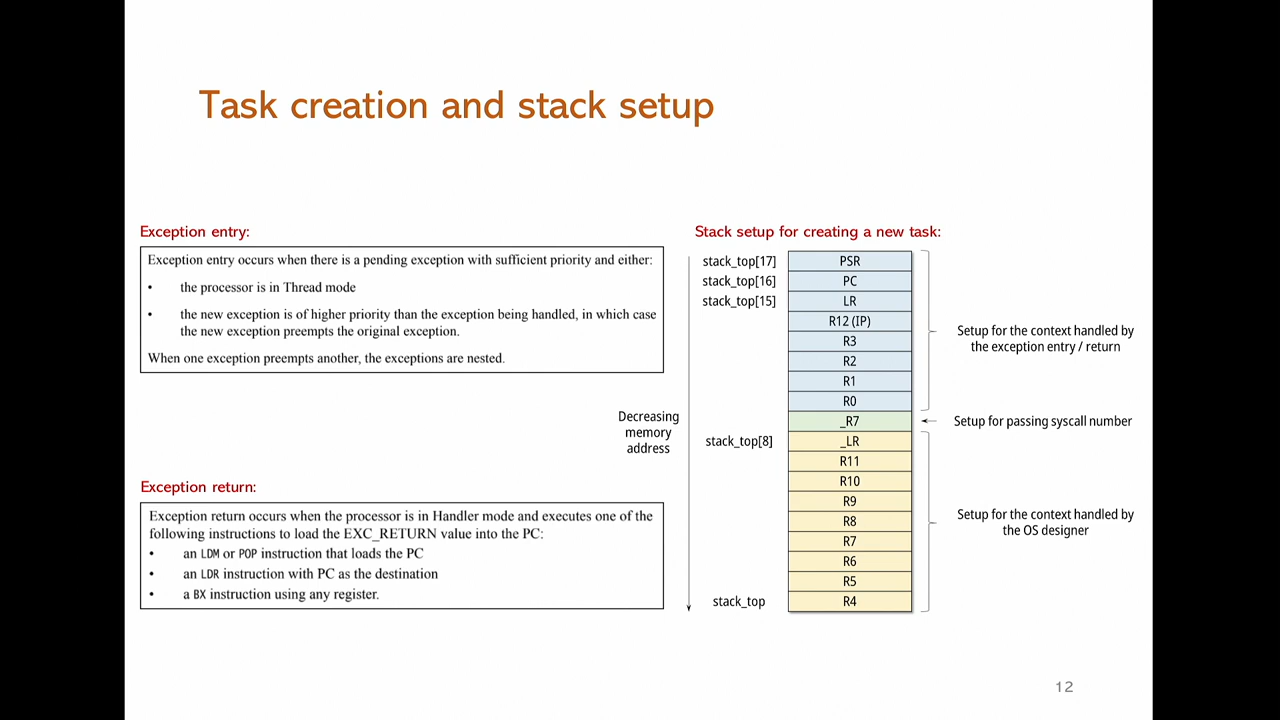 Task creation and stack setup
Exception entry:
Exception entry occurs when there is a pending exception with sufficient priority and either:
• the processor is in Thread mode
• the new exception is of higher priority than the exception being handled, in which case
the new exception preempts the original exception.
When one exception preempts another, the exceptions are nested.
Exception return:
Exception return occurs when the processor is in Handler mode and executes one of the
following instructions to load the EXC_RETURN value into the PC:
• an LDM or POP instruction that loads the PC
• an LDR instruction with PC as the destination
• a BX instruction using any register.
Stack setup for creating a new task:
Decreasing
memory
address
stack_top[17] PSR
stack_top[16] PC
stack_top[15] LR
R12 (IP)
R3
R2
R1
R0
_R7
stack_top[8] _LR
R11
R10
R9
R8
R7
R6
R5
stack_top R4
Setup for the context handled by
the exception entry / return
Setup for passing syscall number
Setup for the context handled by
the OS designer
12